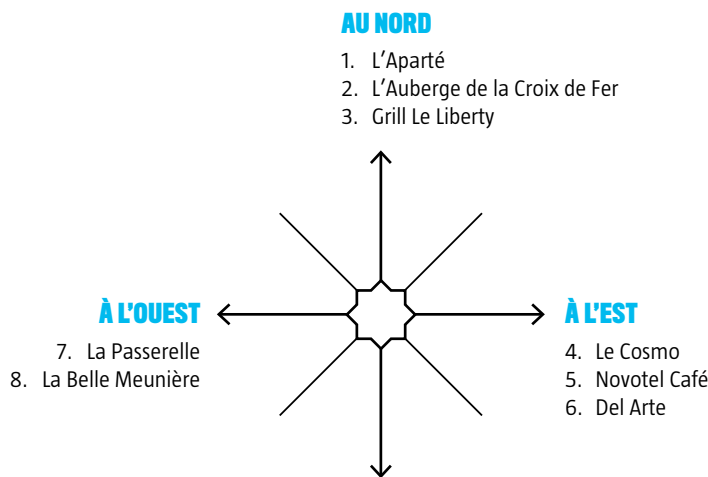 AU NORD
1. L’Aparté
2. L’Auberge de la Croix de Fer
3. Grill Le Liberty
À L’OUEST
7. La Passerelle
8. La Belle Meunière
À L’EST
4. Le Cosmo
5. Novotel Café
6. Del Arte